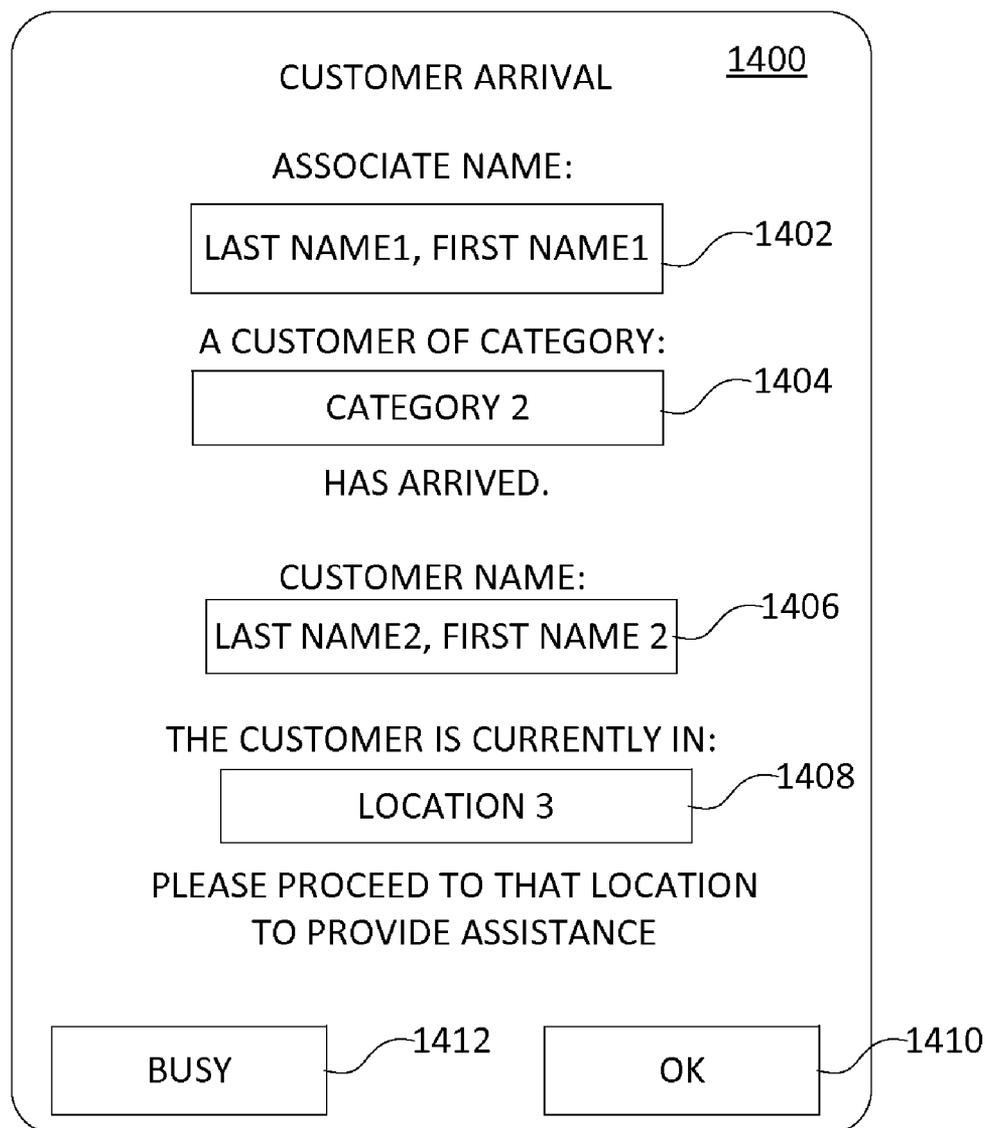 1400
CUSTOMER ARRIVAL
ASSOCIATE NAME:
LAST NAME1, FIRST NAME1
1402
A CUSTOMER OF CATEGORY:
1404
CATEGORY 2
HAS ARRIVED.
CUSTOMER NAME:
1406
LAST NAME2, FIRST NAME 2
THE CUSTOMER IS CURRENTLY IN:
1408
LOCATION 3
PLEASE PROCEED TO THAT LOCATION
TO PROVIDE ASSISTANCE
BUSY
1412
OK
1410